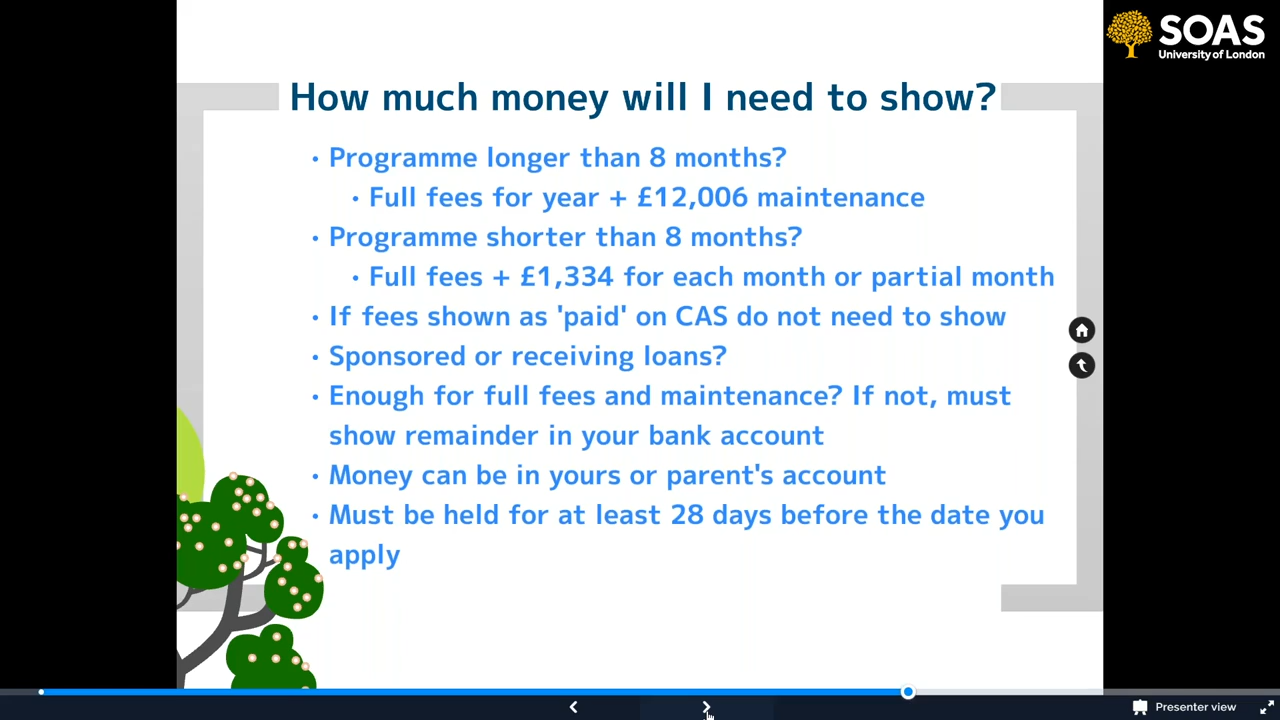 SOAS
University of London
How much money will I need to show?
• Programme longer than 8 months?
• Full fees for year + £12,006 maintenance
• Programme shorter than 8 months?
• Full fees + £1,334 for each month or partial month
• If fees shown as 'paid' on CAS do not need to show
• Sponsored or receiving loans?
• Enough for full fees and maintenance? If not, must
show remainder in your bank account
• Money can be in yours or parent's account
• Must be held for at least 28 days before the date you
apply
Presenter view